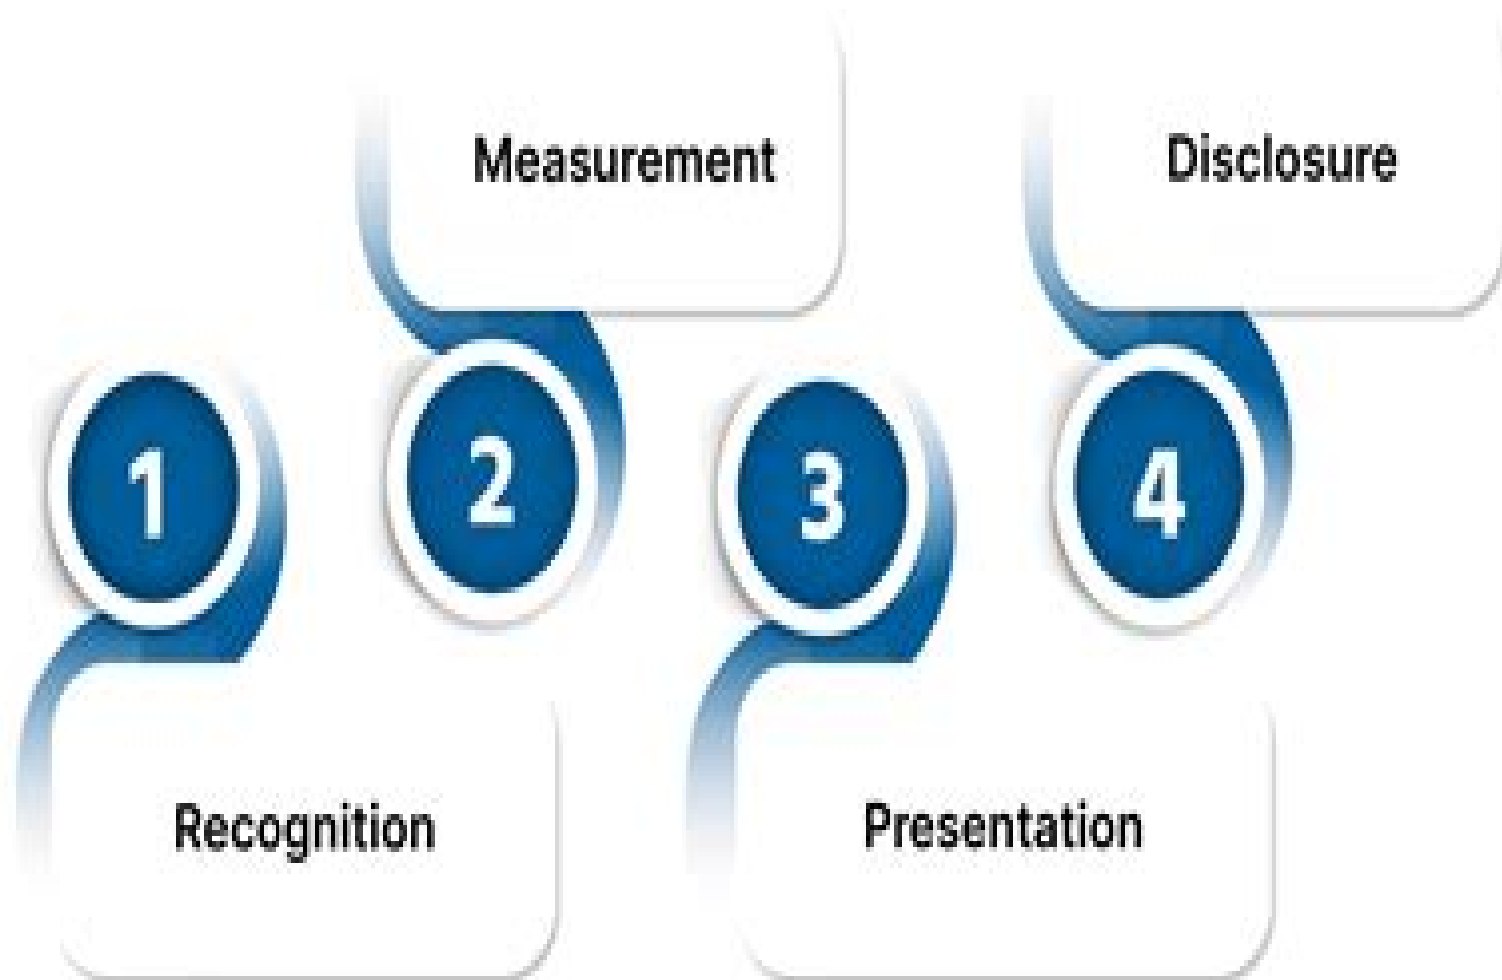 1
Recognition
2
Measurement
3
Presentation
4
Disclosure